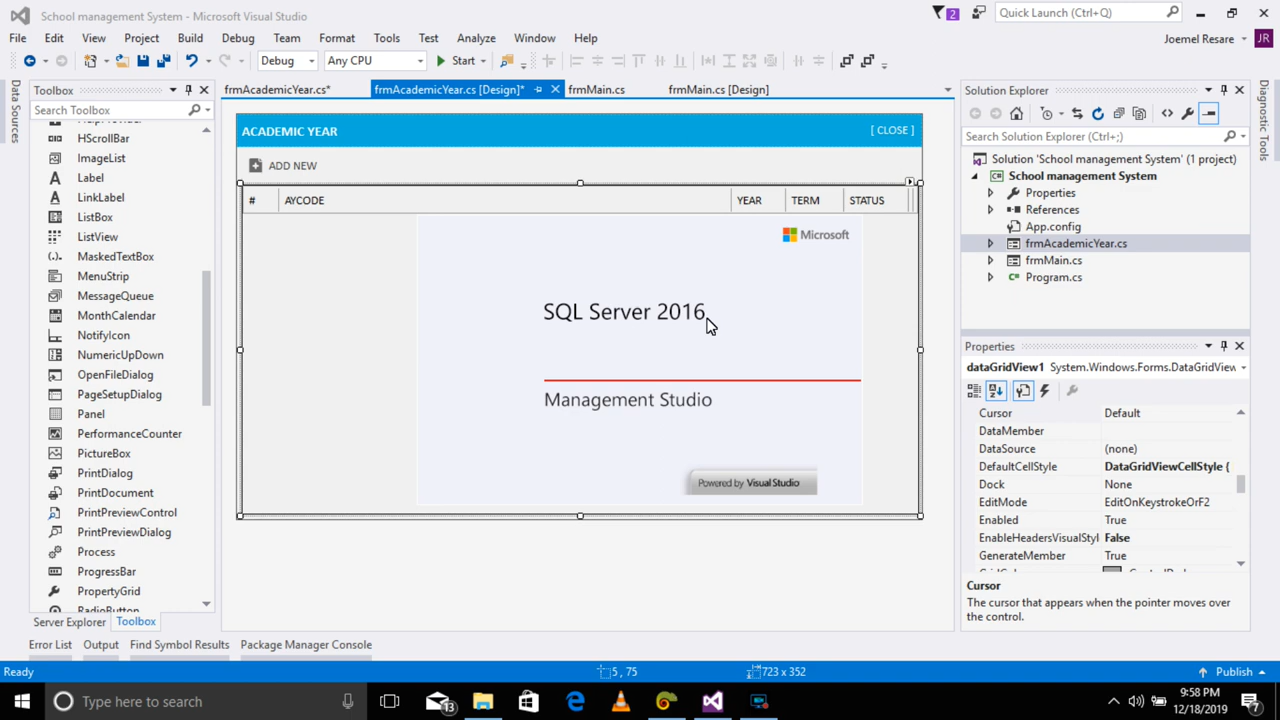 School management System - Microsoft Visual Studio
2
Quick Launch (Ctrl+Q)
File Edit View Project Build Debug Team Format Tools Test Analyze Window Help
Joemel Resare JR
Debug Any CPU Start
Data Sources
Toolbox
Search Toolbox
HScrollBar
ImageList
Label
LinkLabel
ListBox
ListView
MaskedTextBox
MenuStrip
MessageQueue
MonthCalendar
NotifyIcon
NumericUpDown
OpenFileDialog
PageSetupDialog
Panel
PerformanceCounter
PictureBox
PrintDialog
PrintDocument
PrintPreviewControl
PrintPreviewDialog
Process
ProgressBar
PropertyGrid
RadioButton
Server Explorer Toolbox
frmAcademicYear.cs* frmAcademicYear.cs [Design]* frmMain.cs frmMain.cs [Design]
ACADEMIC YEAR [ CLOSE ]
ADD NEW
# AYCODE YEAR TERM STATUS
Microsoft
SQL Server 2016
Management Studio
Powered by Visual Studio
Solution Explorer
Search Solution Explorer (Ctrl+;)
Solution 'School management System' (1 project)
School management System
Properties
References
App.config
frmAcademicYear.cs
frmMain.cs
Program.cs
Diagnostic Tools
Properties
dataGridView1 System.Windows.Forms.DataGridView
Cursor Default
DataMember
DataSource (none)
DefaultCellStyle DataGridViewCellStyle {
Dock None
EditMode EditOnKeystrokeOrF2
Enabled True
EnableHeadersVisualStyl False
GenerateMember True
Cursor
The cursor that appears when the pointer moves over
the control.
Error List Output Find Symbol Results Package Manager Console
Ready 5 , 75 723 x 352 Publish
Type here to search
13
9:58 PM
12/18/2019
7